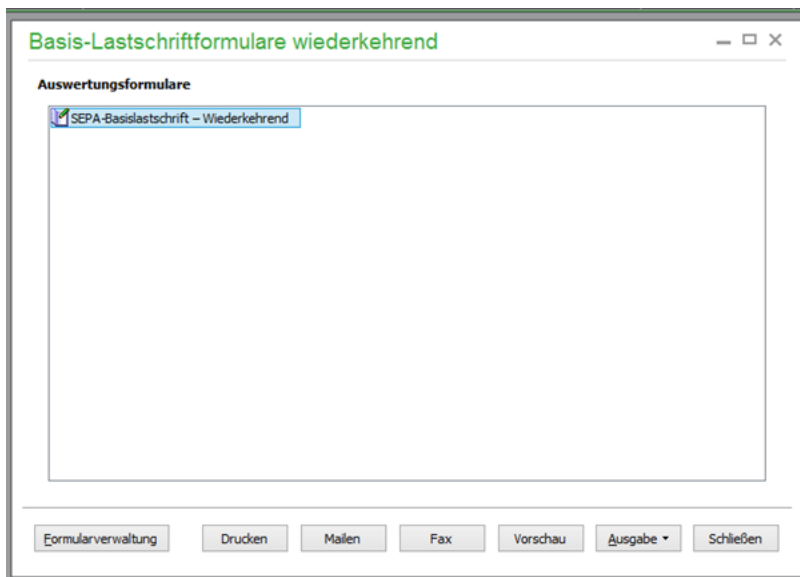 Basis-Lastschriftformulare wiederkehrend
Auswertungsformulare
SEPA-Basislastschrift – Wiederkehrend
Formularverwaltung Drucken Mailen Fax Vorschau Ausgabe Schließen